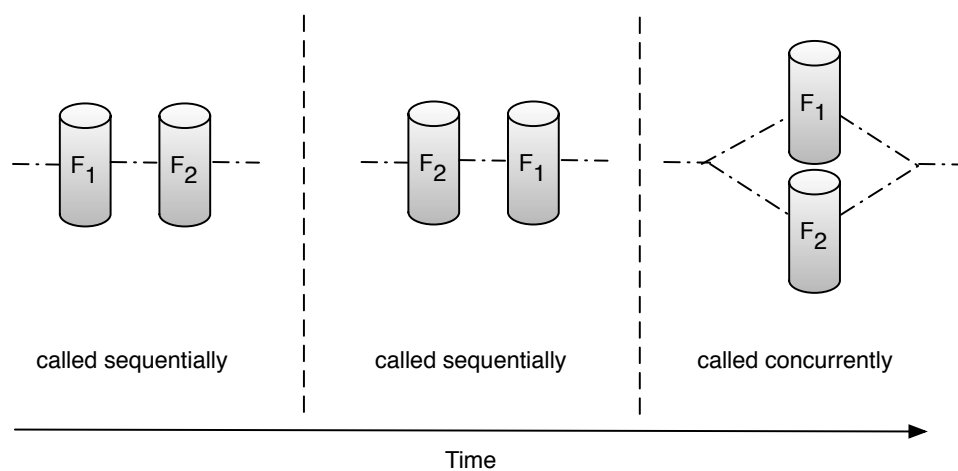 F1
F2
F2
F1
F1
F2
called sequentially
called sequentially
called concurrently
Time